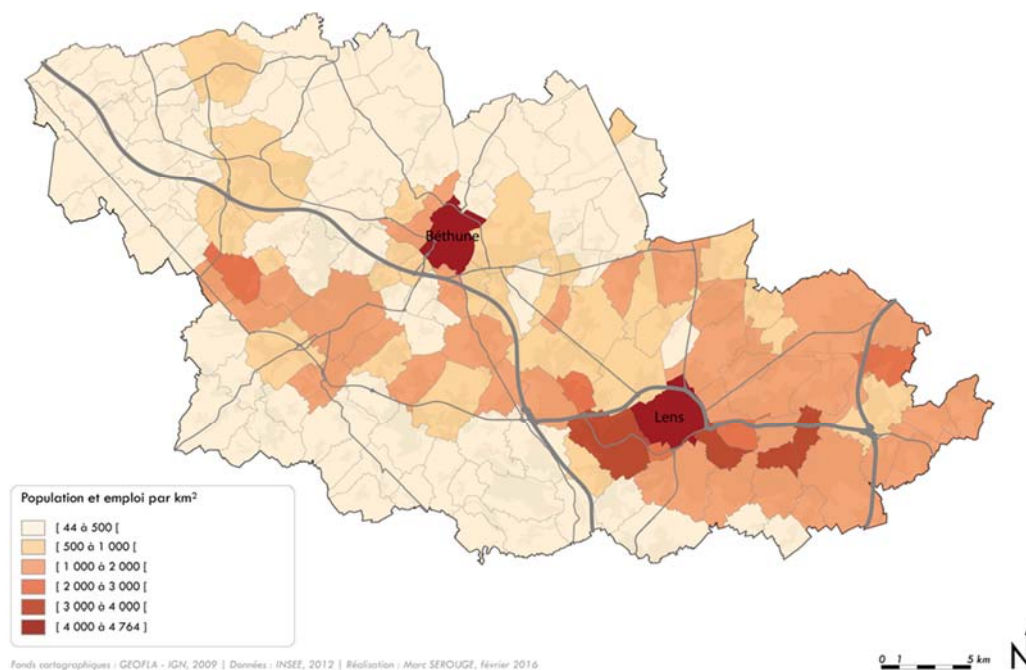 Béthune
Lens
Population et emploi par km²
[ 44 à 500 [
[ 500 à 1 000 [
[ 1 000 à 2 000 [
[ 2 000 à 3 000 [
[ 3 000 à 4 000 [
[ 4 000 à 4 764 ]
Fonds cartographiques : GEOFLA - IGN, 2009 | Données : INSEE, 2012 | Réalisation : Marc SEROUGE, février 2016
0 1 5 km
N